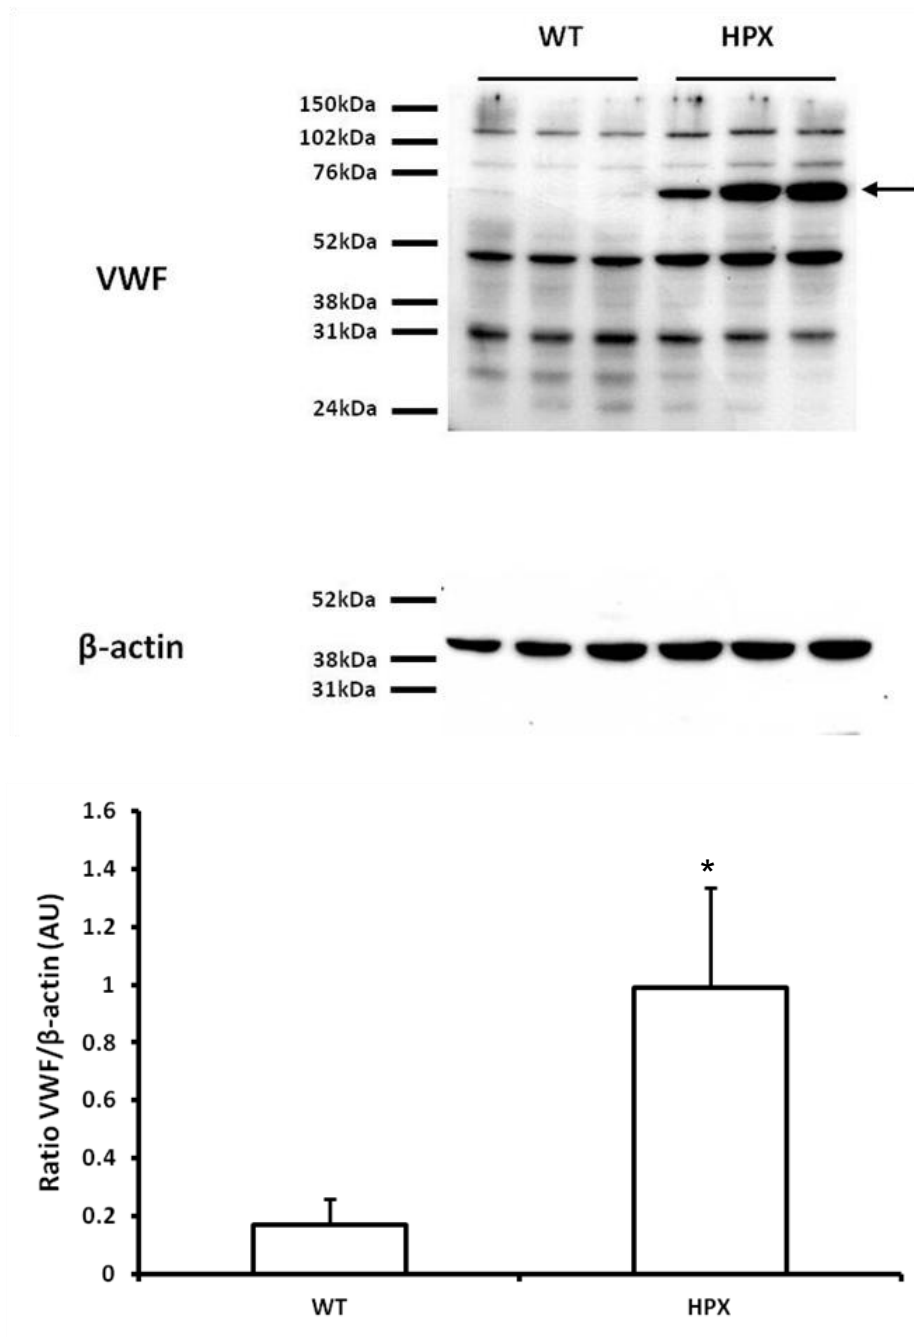 WT HPX
150kDa
102kDa
76kDa
52kDa
VWF
38kDa
31kDa
24kDa
52kDa
β-actin
38kDa
31kDa
1.6
*
1.4
1.2
1
0.8
0.6
0.4
0.2
0
Ratio VWF/β-actin (AU)
WT HPX